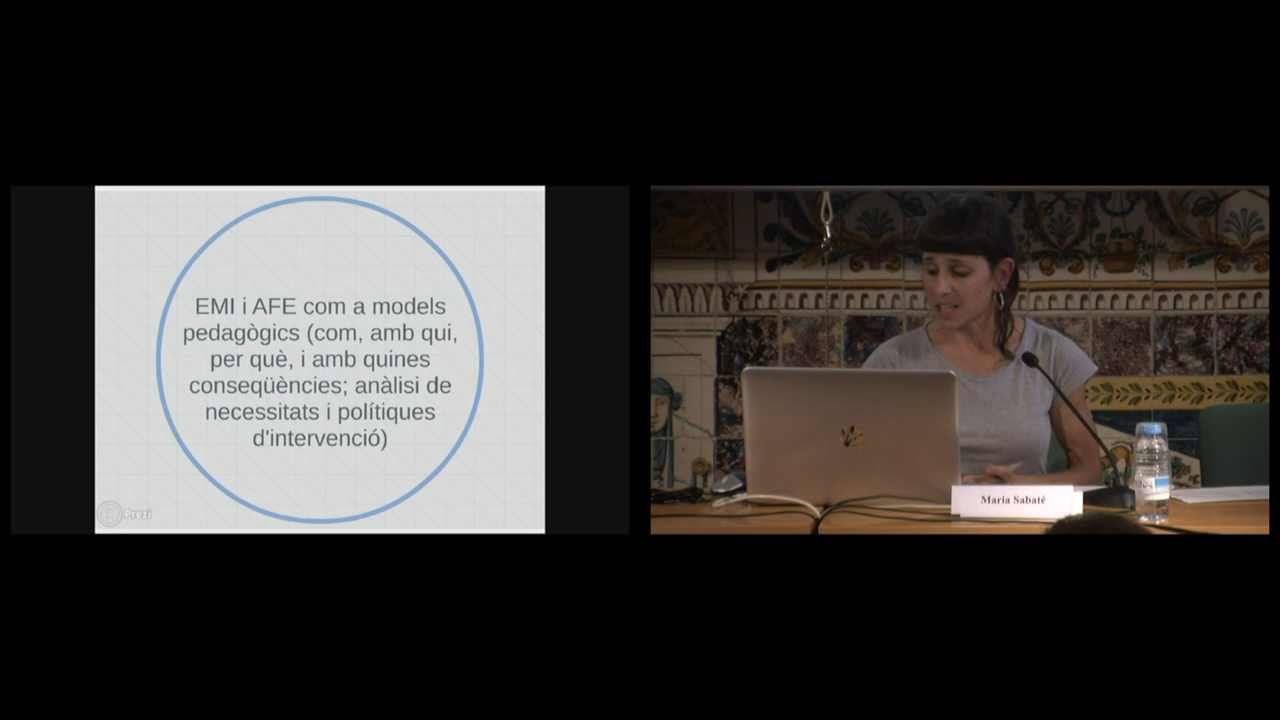 EMI i AFE com a models
pedagògics (com, amb qui,
per què, i amb quines
conseqüències; anàlisi de
necessitats i polítiques
d'intervenció)
Prezi
Maria Sabaté